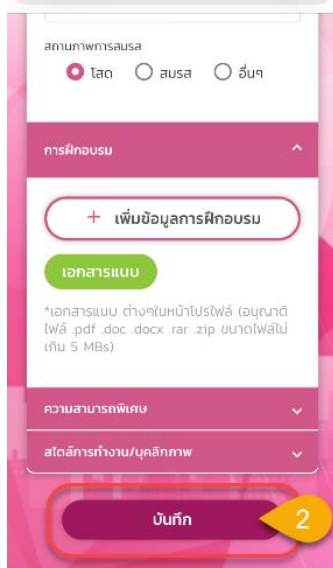 สถานภาพการสมรส
โสด สมรส อื่นๆ
การฝึกอบรม
+ เพิ่มข้อมูลการฝึกอบรม
เอกสารแนบ
*เอกสารแนบ ต่างๆในหน้าโปรไฟล์ (อนุญาติ
ไฟล์ .pdf .doc .docx .rar .zip ขนาดไฟล์ไม่
เกิน 5 MBs)
ความสามารถพิเศษ
สไตล์การทำงาน/บุคลิกภาพ
บันทึก 2